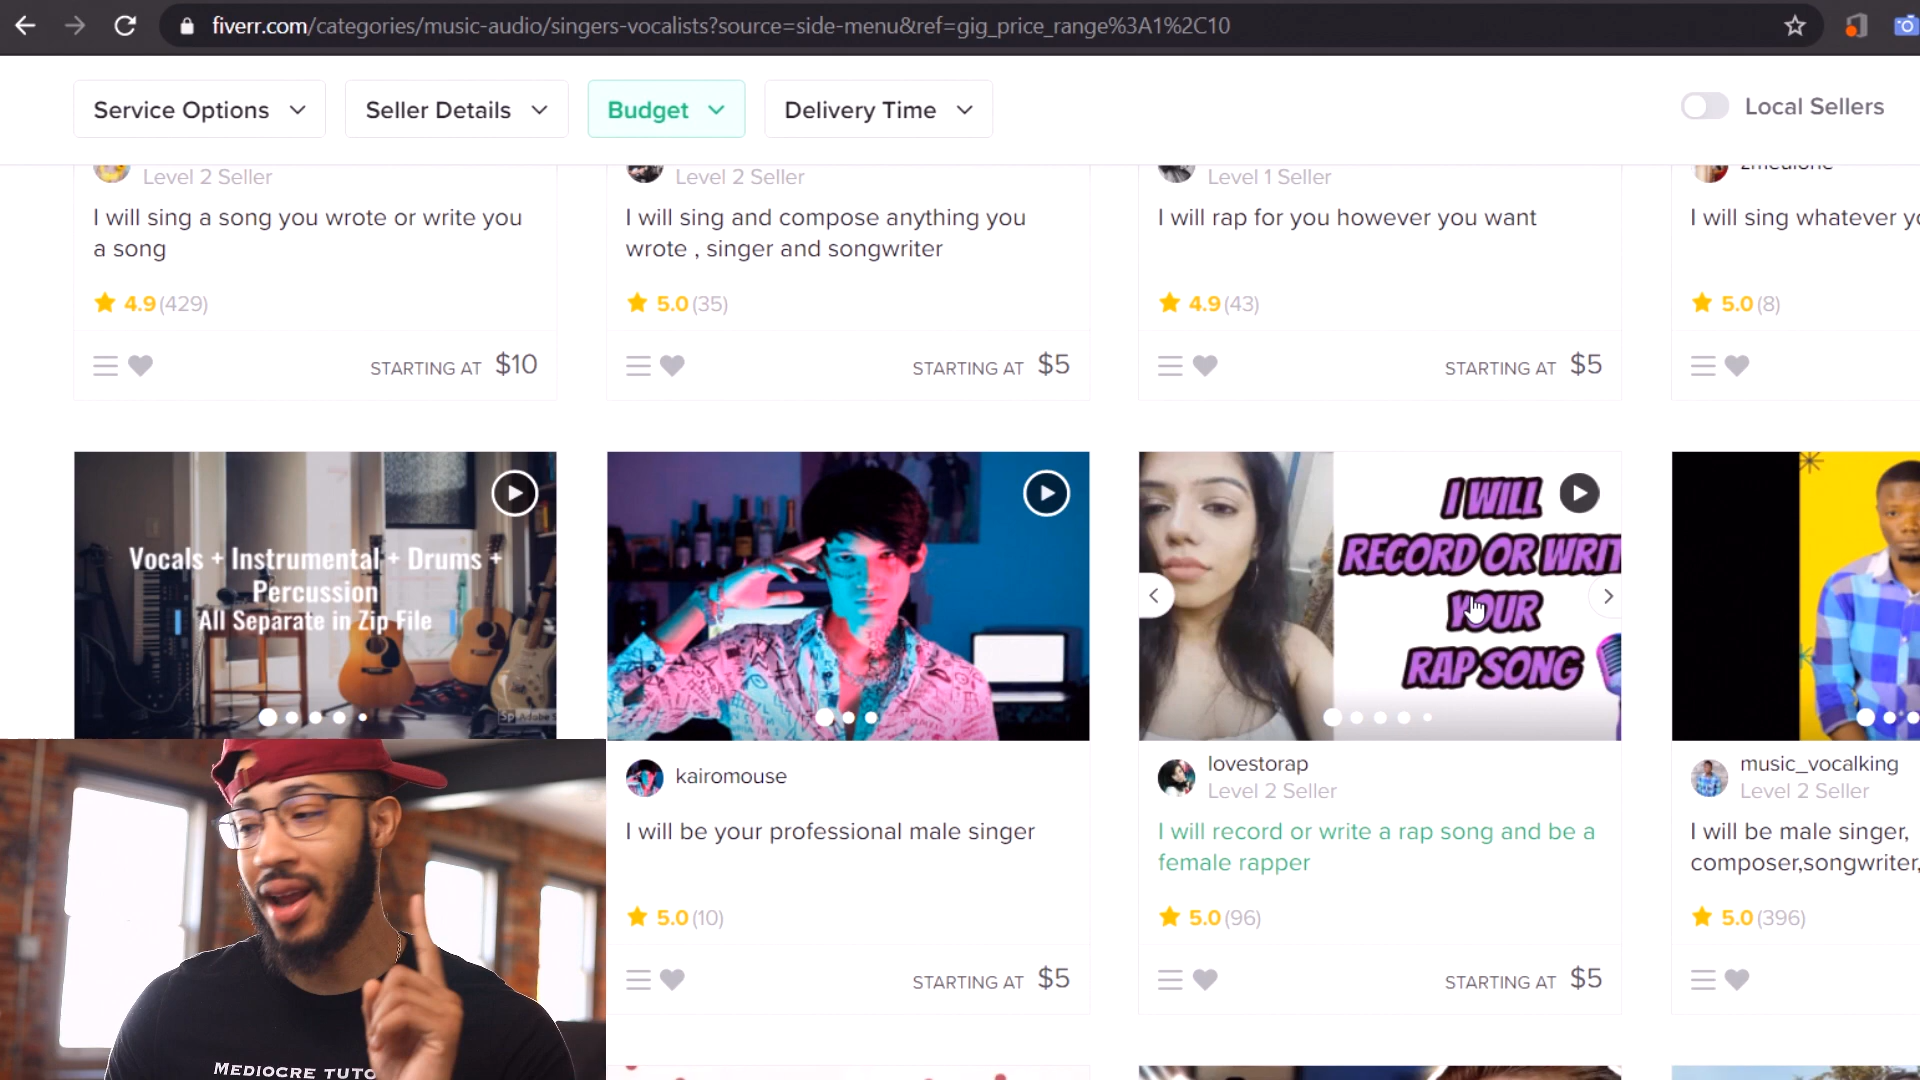 fiverr.com/categories/music-audio/singers-vocalists?source=side-menu&ref=gig_price_range%3A1%2C10
Service Options
Seller Details
Budget
Delivery Time
Local Sellers
Level 2 Seller
I will sing a song you wrote or write you
a song
4.9 (429)
STARTING AT $10
Level 2 Seller
I will sing and compose anything you
wrote , singer and songwriter
5.0 (35)
STARTING AT $5
Level 1 Seller
I will rap for you however you want
4.9 (43)
STARTING AT $5
I will sing whatever
5.0 (8)
Vocals + Instrumental + Drums +
Percussion
All Separate in Zip File
kairomouse
I will be your professional male singer
5.0 (10)
STARTING AT $5
I WILL
RECORD OR WRIT
YOUR
RAP SONG
lovestorap
Level 2 Seller
I will record or write a rap song and be a
female rapper
5.0 (96)
STARTING AT $5
music_vocalking
Level 2 Seller
I will be male singer,
composer,songwriter,
5.0 (396)
MEDIOCRE TUTO